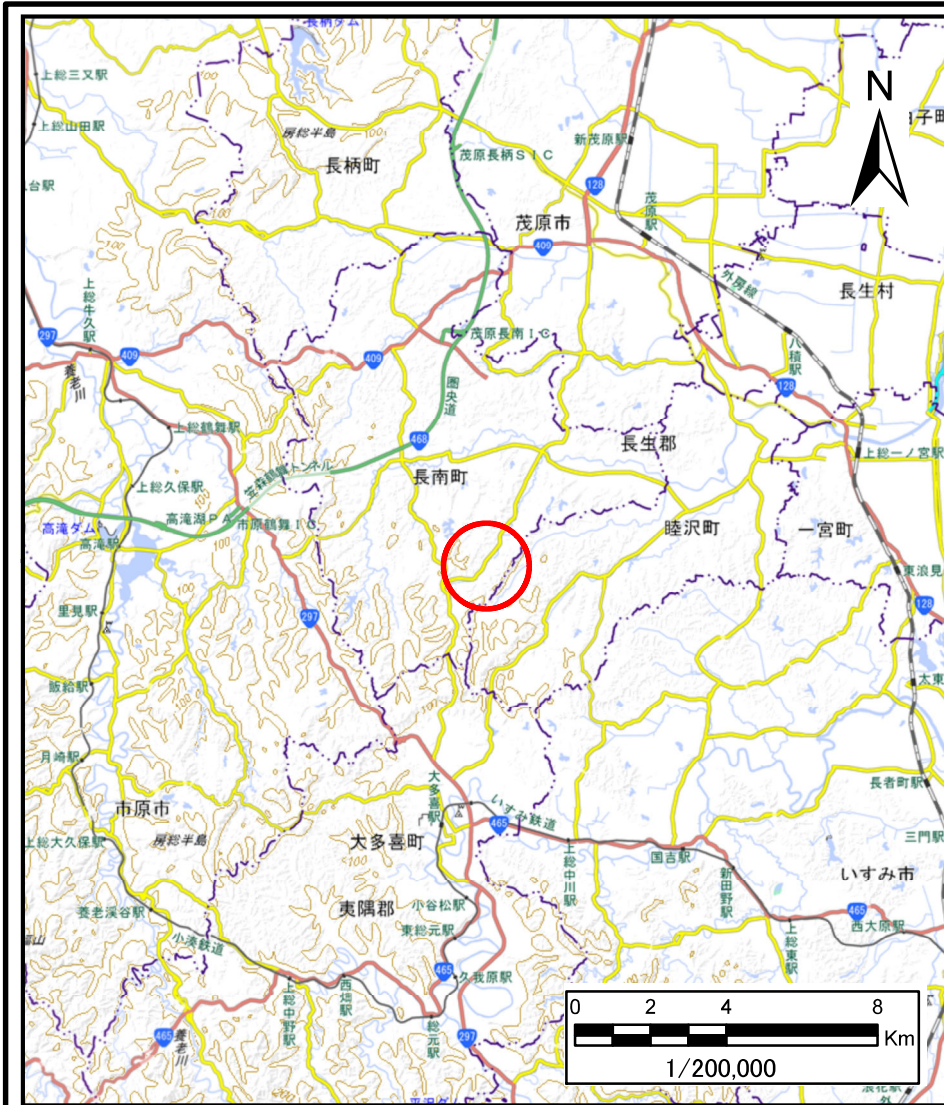 長柄ダム
上総三又駅
100
100
上総山田駅
房総半島
新茂原駅
長柄町
茂原長柄ＳＩＣ
N
台駅
128
茂原駅
茂原市
100
409
外房線
長生村
上総牛久駅
297
409
茂原長南ＩＣ
409
八積駅
養老川
圏央道
128
上総鶴舞駅
468
長生郡
上総一ノ宮駅
笠森鶴舞トンネル
上総久保駅
長南町
高滝湖ＰＡ
市原鶴舞ＩＣ
睦沢町
一宮町
高滝ダム
高滝駅
東浪見
128
里見駅
297
飯給駅
太東
100
月崎駅
大多喜駅
長者町駅
市原市
いすみ鉄道
465
房総半島
大多喜町
三門
上総大久保駅
上総中川駅
国吉駅
いすみ市
新田野駅
夷隅郡
小谷松駅
465
養老渓谷駅
西大原駅
東総元駅
上総東駅
小湊鉄道
465
久我原駅
上総中野駅
西畑駅
総元駅
297
465
養老川
0 2 4 8
Km
1/200,000